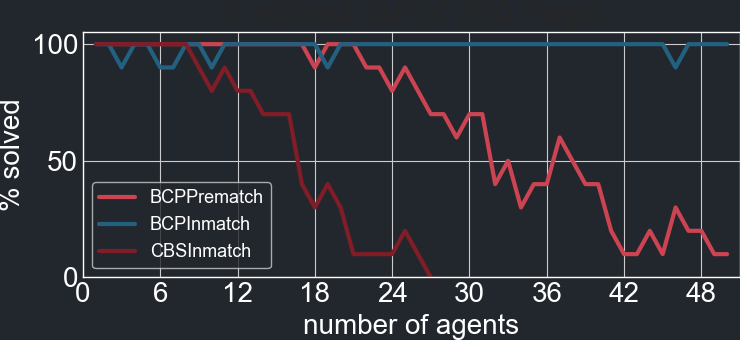 100
50
0
% solved
BCPPrematch
BCPInmatch
CBSInmatch
0 6 12 18 24 30 36 42 48
number of agents